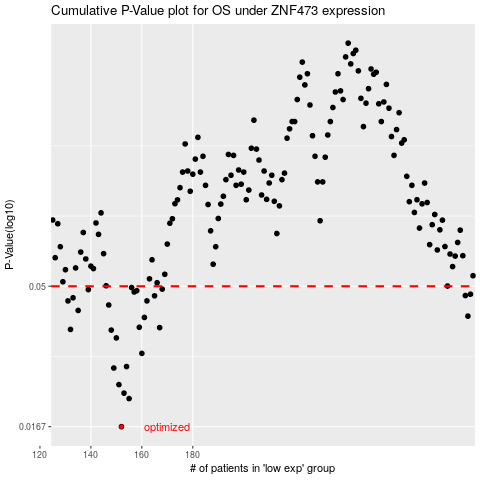 Cumulative P-Value plot for OS under ZNF473 expression
P-Value(log10)
0.05
0.0167
optimized
120 140 160 180
# of patients in 'low exp' group